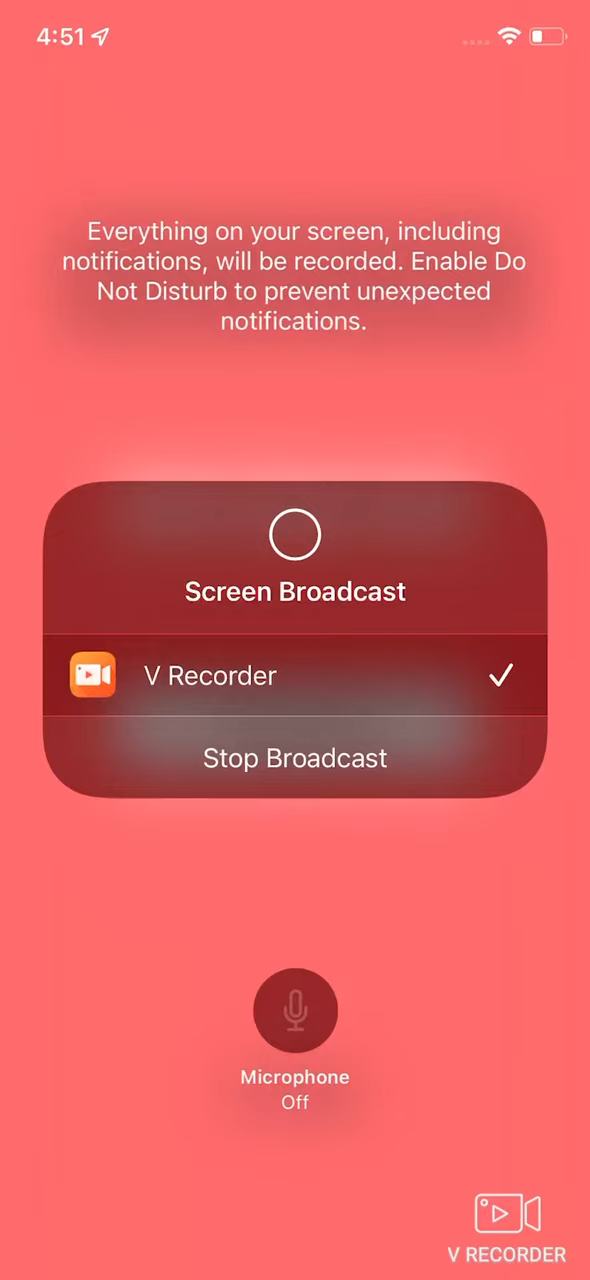 4:51
Everything on your screen, including
notifications, will be recorded. Enable Do
Not Disturb to prevent unexpected
notifications.
Screen Broadcast
V Recorder
Stop Broadcast
Microphone
Off
V RECORDER